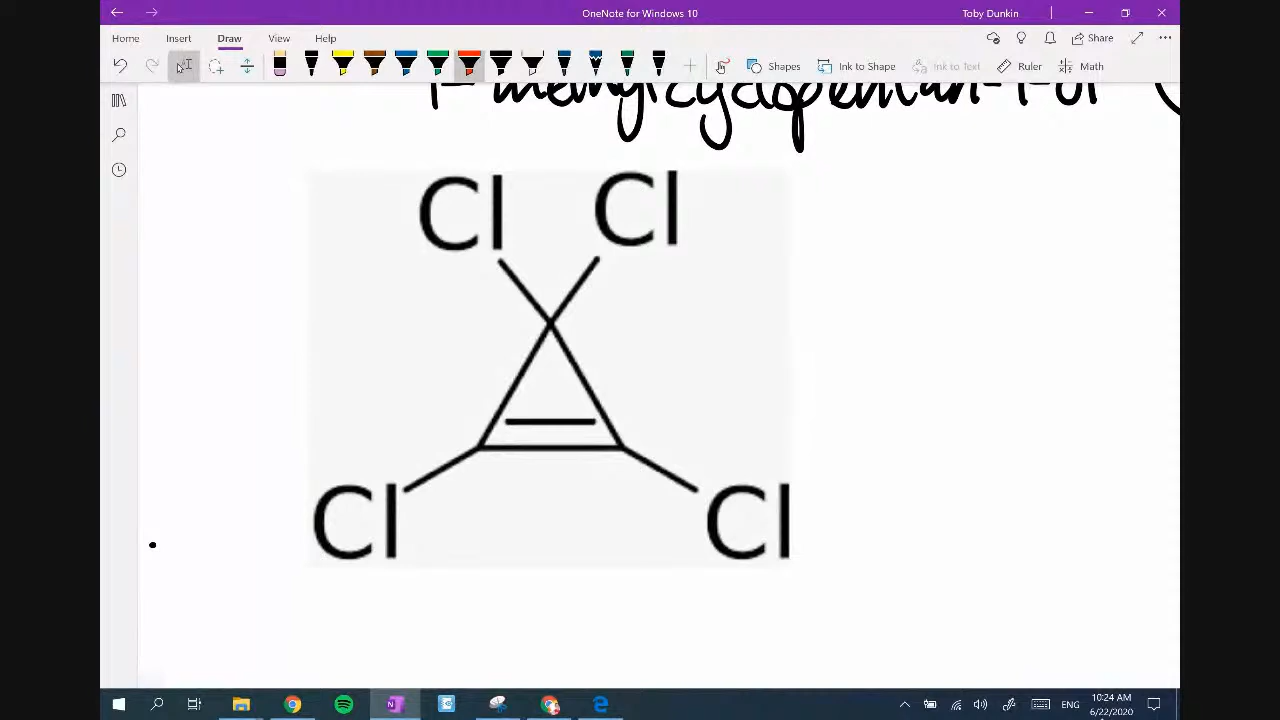 OneNote for Windows 10
Toby Dunkin
Home Insert Draw View Help
Share
Shapes Ink to Shape Ink to Text Ruler Math
Cl Cl
Cl Cl
10:24 AM
ENG
6/22/2020